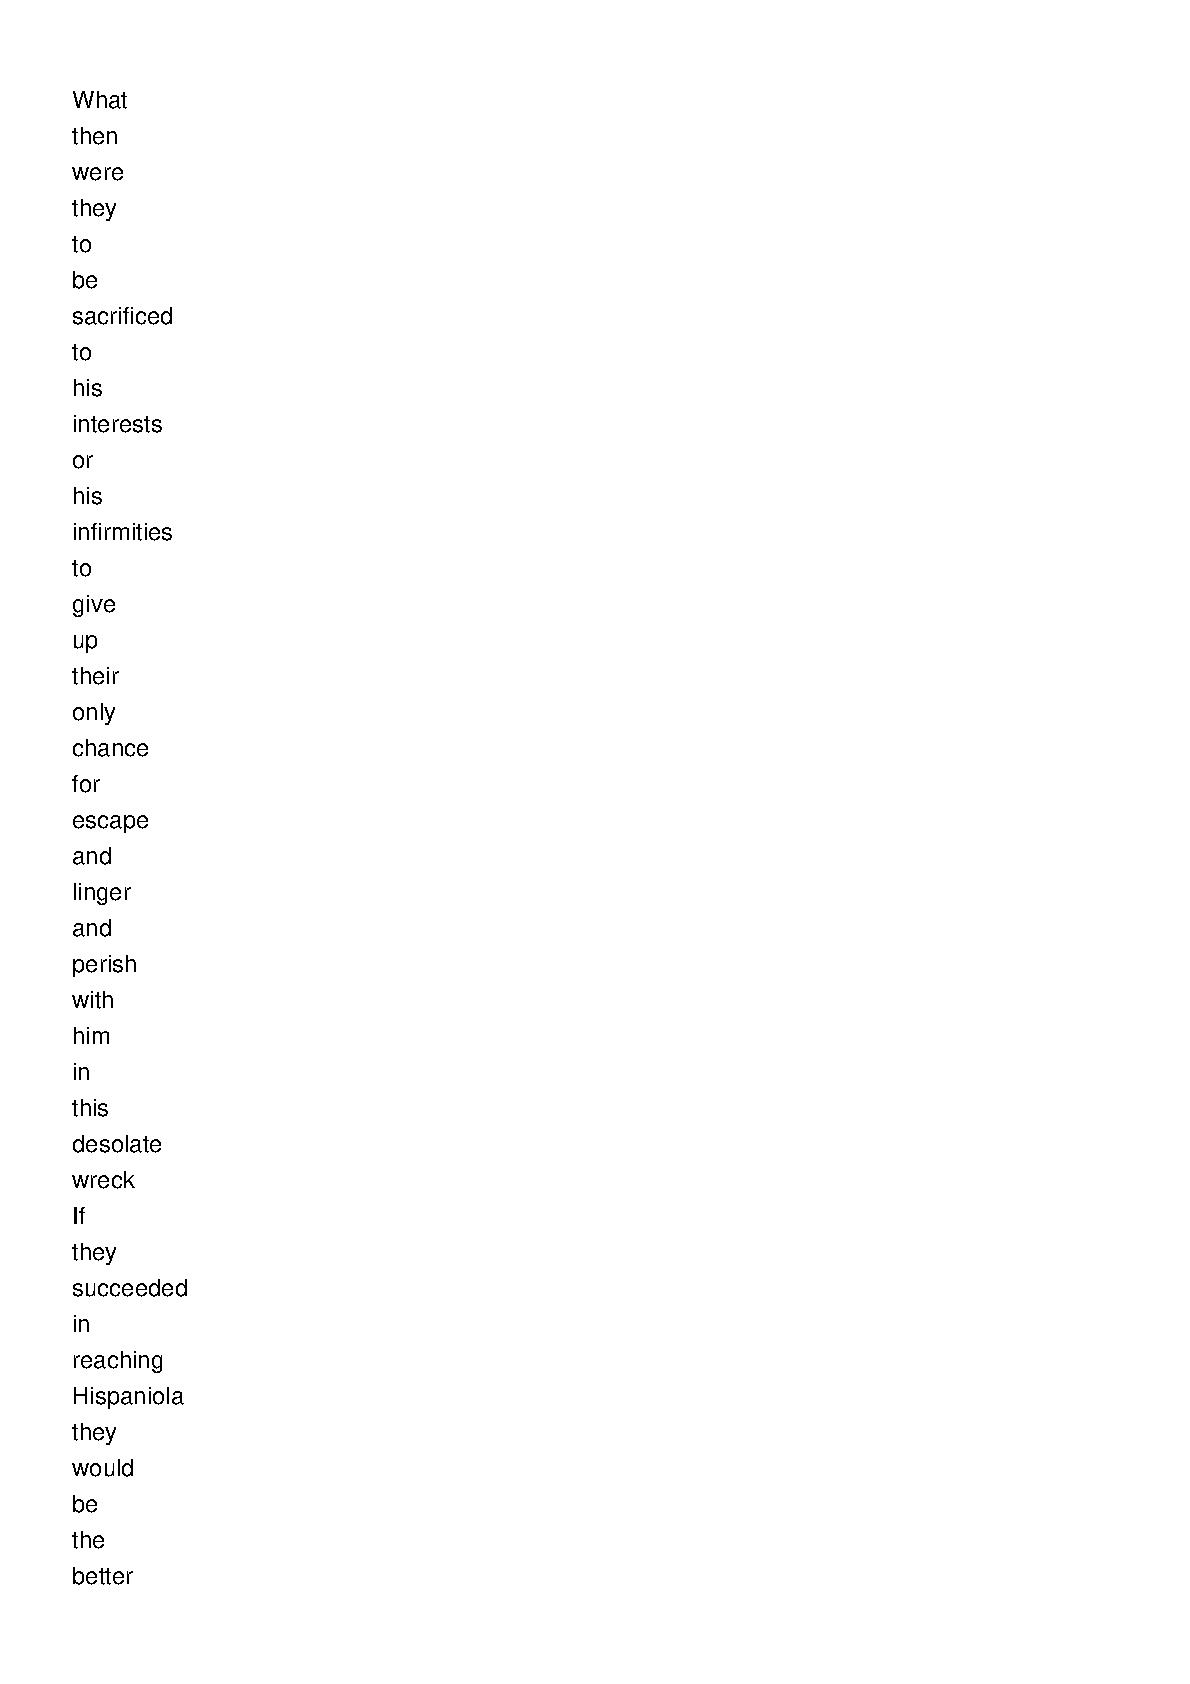 What
then
were
they
to
be
sacrificed
to
his
interests
or
his
infirmities
to
give
up
their
only
chance
for
escape
and
linger
and
perish
with
him
in
this
desolate
wreck
If
they
succeeded
in
reaching
Hispaniola
they
would
be
the
better